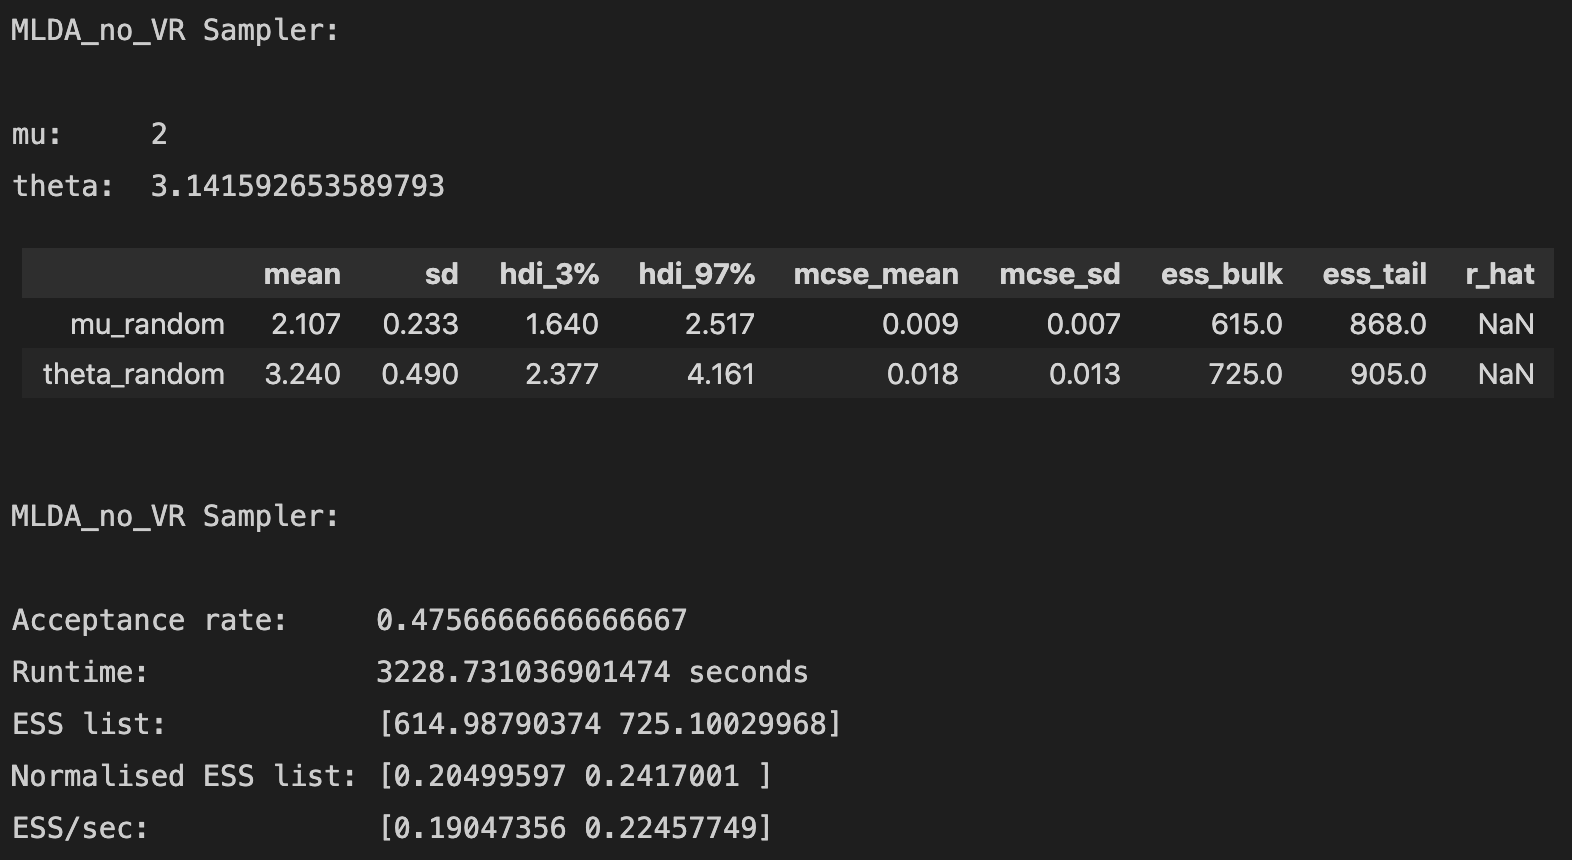 MLDA_no_VR Sampler:
mu: 2
theta: 3.141592653589793
mean sd hdi_3% hdi_97% mcse_mean mcse_sd ess_bulk ess_tail r_hat
mu_random 2.107 0.233 1.640 2.517 0.009 0.007 615.0 868.0 NaN
theta_random 3.240 0.490 2.377 4.161 0.018 0.013 725.0 905.0 NaN
MLDA_no_VR Sampler:
Acceptance rate: 0.4756666666666667
Runtime: 3228.731036901474 seconds
ESS list: [614.98790374 725.10029968]
Normalised ESS list: [0.20499597 0.2417001 ]
ESS/sec: [0.19047356 0.22457749]